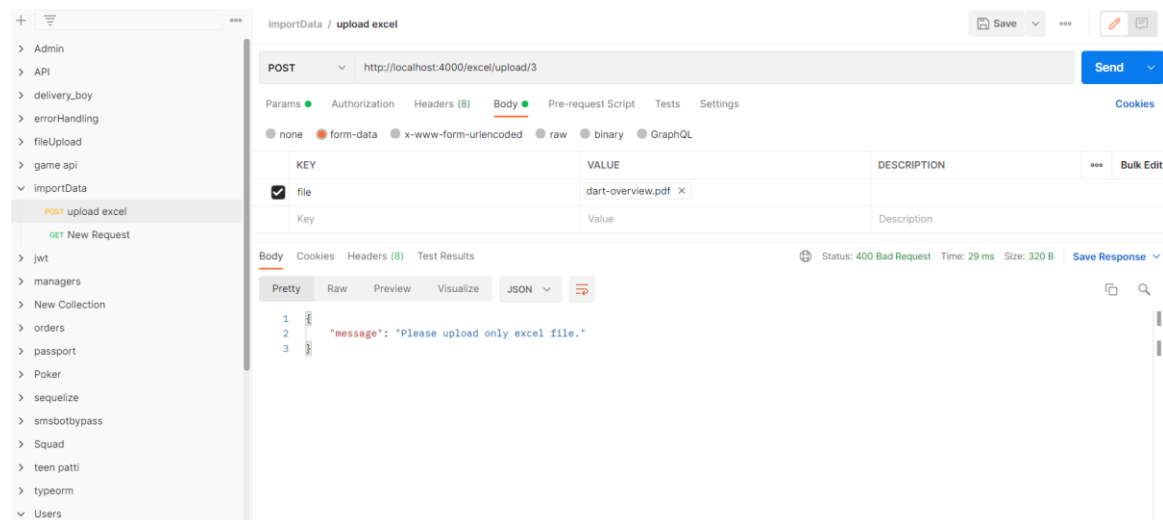 importData / upload excel
Save
Admin
API
delivery_boy
errorHandling
fileUpload
game api
importData
POST upload excel
GET New Request
jwt
managers
New Collection
orders
passport
Poker
sequelize
smsbotbypass
Squad
teen patti
typeorm
Users
POST http://localhost:4000/excel/upload/3 Send
Params Authorization Headers (8) Body Pre-request Script Tests Settings Cookies
none form-data x-www-form-urlencoded raw binary GraphQL
KEY VALUE DESCRIPTION Bulk Edit
file dart-overview.pdf
Key Value Description
Body Cookies Headers (8) Test Results Status: 400 Bad Request Time: 29 ms Size: 320 B Save Response
Pretty Raw Preview Visualize JSON
1 {
2 "message": "Please upload only excel file."
3 }